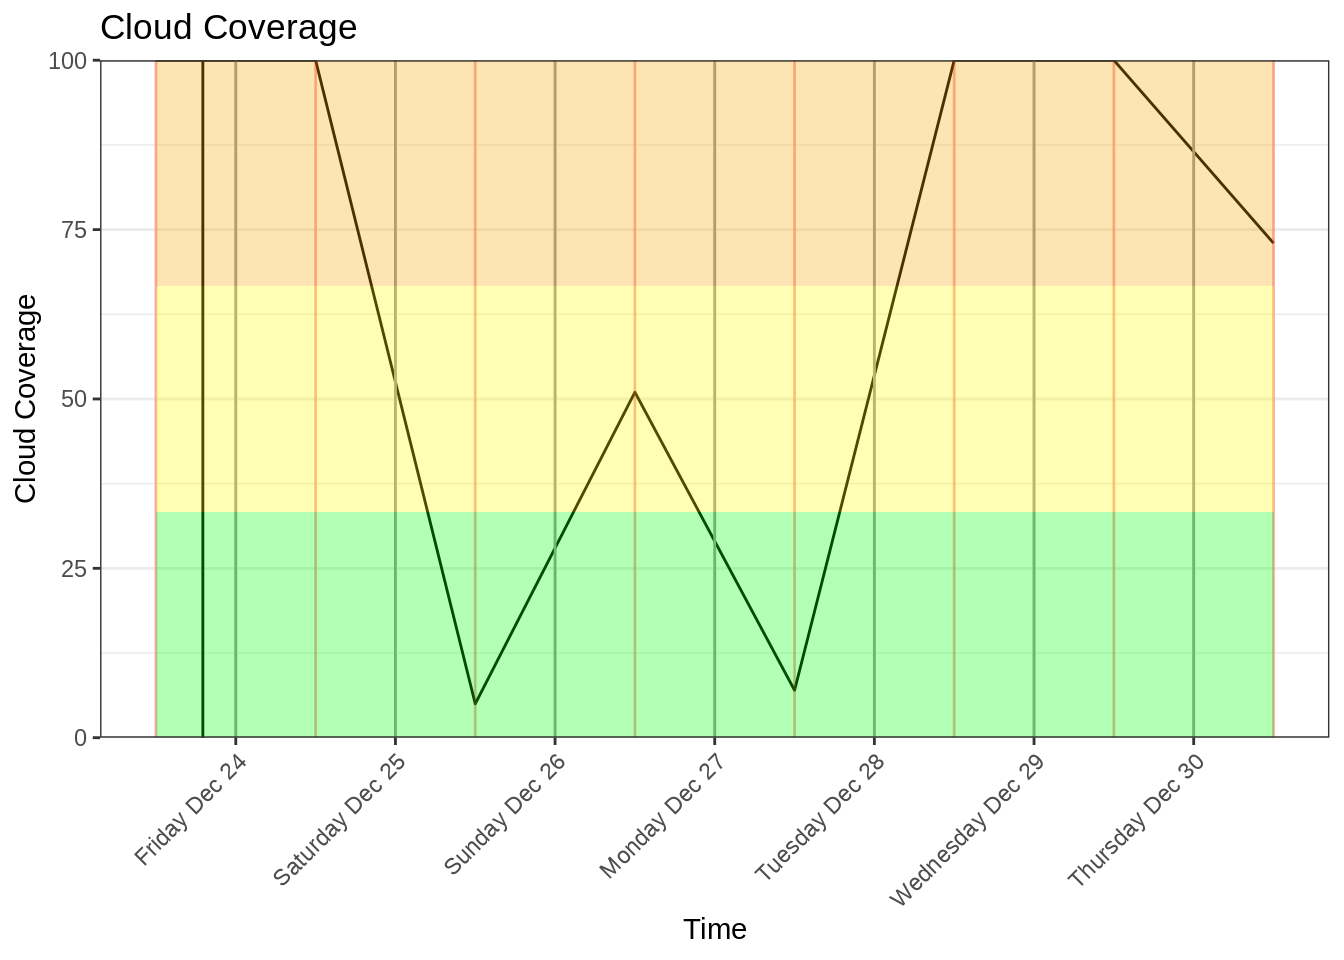 Cloud Coverage
100
75
50
25
0
Cloud Coverage
Friday Dec 24
Saturday Dec 25
Sunday Dec 26
Monday Dec 27
Tuesday Dec 28
Wednesday Dec 29
Thursday Dec 30
Time